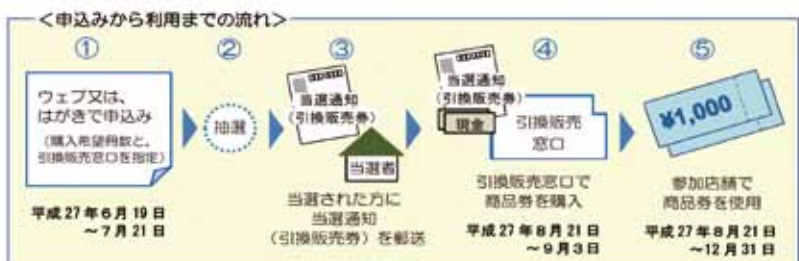 <申込みから利用までの流れ>
①
ウェブ又は、
はがきで申込み
(購入希望冊数と、
引換販売窓口を指定)
平成27年6月19日
~7月21日
②
抽選
③
当選通知
(引換販売券)
当選者
当選された方に
当選通知
(引換販売券)を郵送
④
当選通知
(引換販売券)
現金
引換販売
窓口
引換販売窓口で
商品券を購入
平成27年8月21日
~9月3日
⑤
¥1,000
参加店舗で
商品券を使用
平成27年8月21日
~12月31日